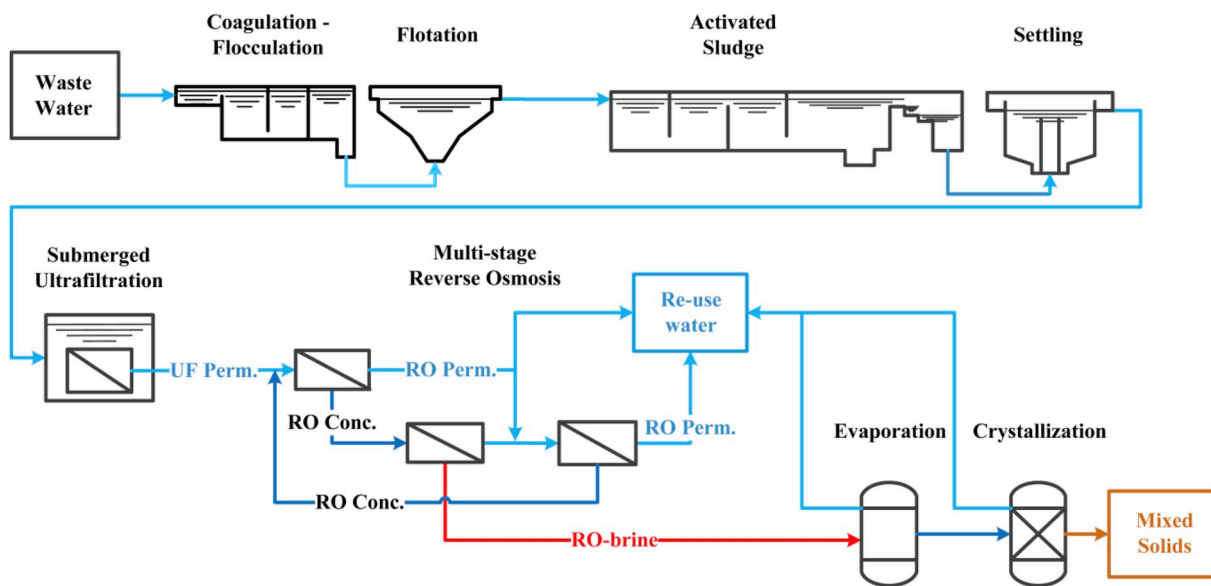 Coagulation -
Flocculation
Flotation
Activated
Sludge
Settling
Waste
Water
Submerged
Ultrafiltration
Multi-stage
Reverse Osmosis
Re-use
water
UF Perm.
RO Perm.
RO Conc.
RO Perm.
Evaporation
Crystallization
RO Conc.
RO-brine
Mixed
Solids